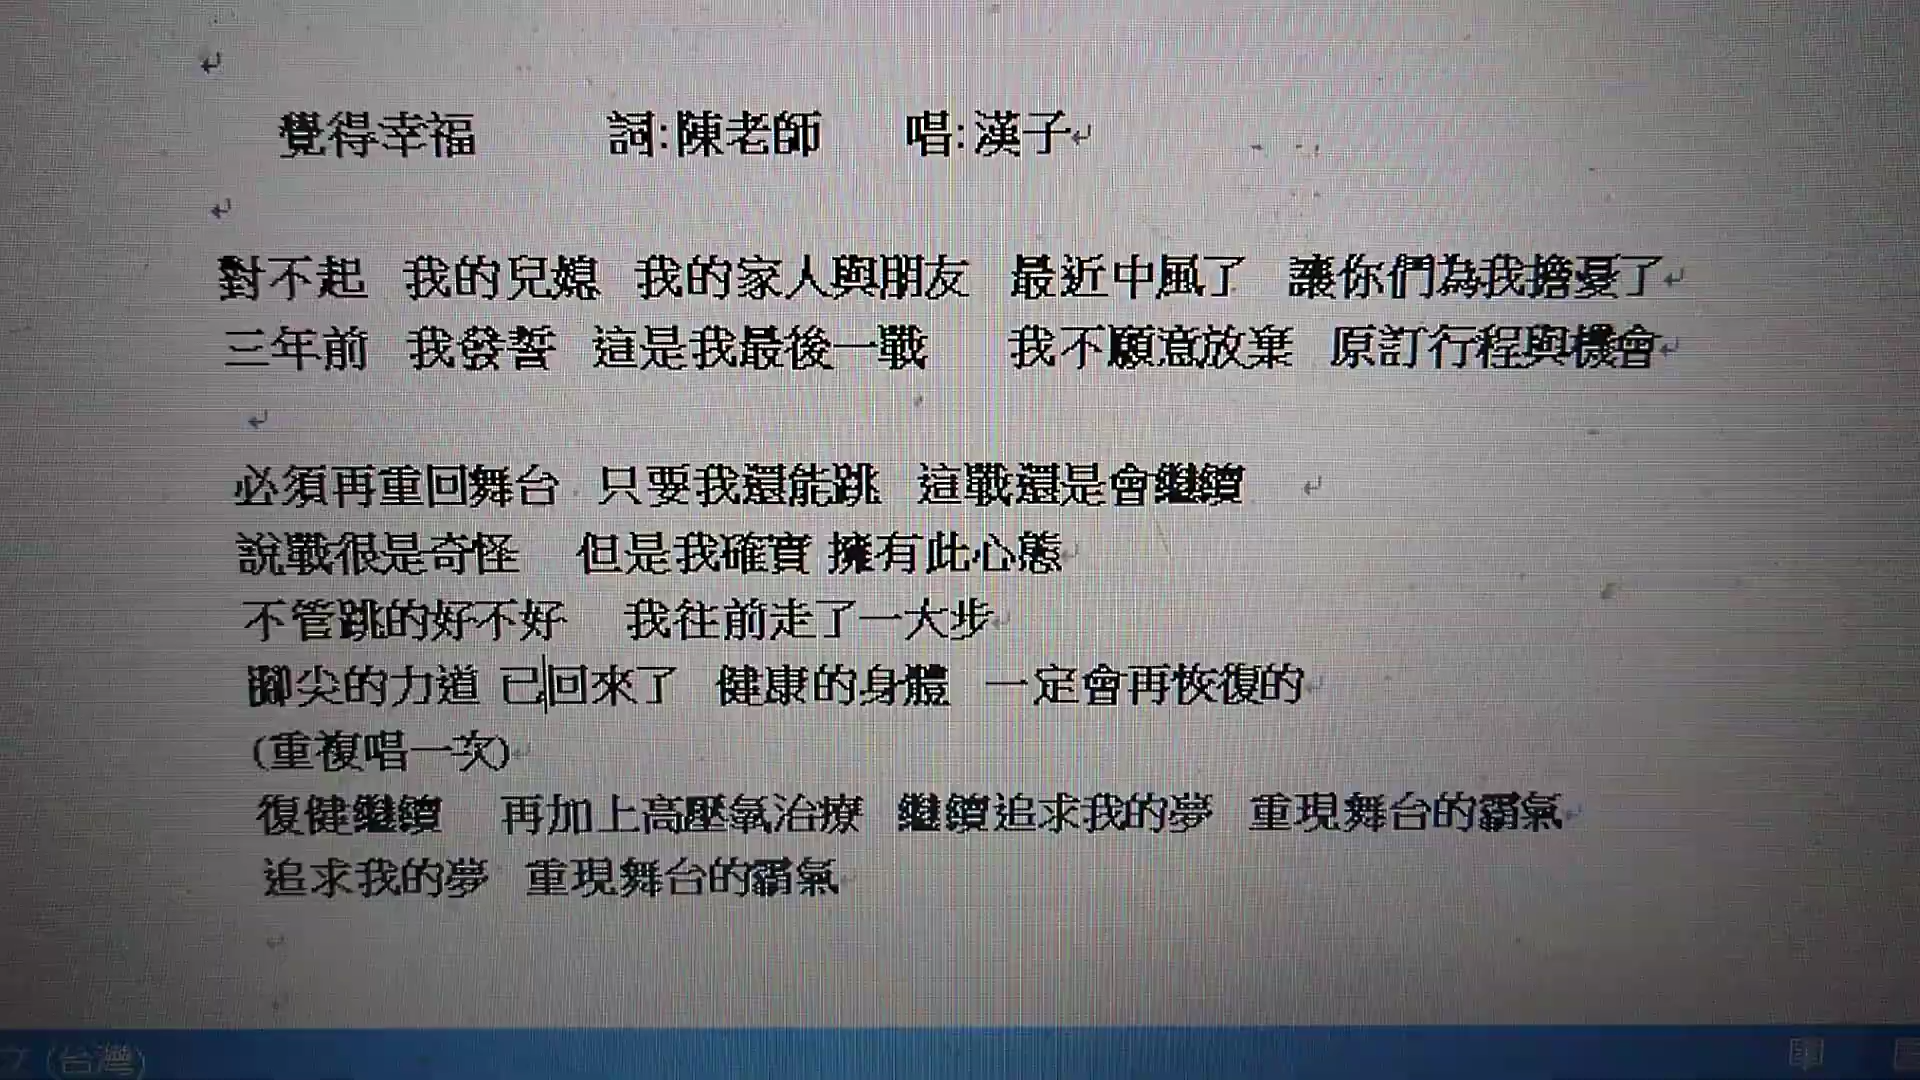 覺得幸福 詞:陳老師 唱:漢子
對不起 我的兒媳 我的家人與朋友 最近中風了 讓你們為我擔憂了
三年前 我發誓 這是我最後一戰 我不願意放棄 原訂行程與機會
必須再重回舞台 只要我還能跳 這戰還是會繼續
說戰很是奇怪 但是我確實 擁有此心態
不管跳的好不好 我往前走了一大步
腳尖的力道 已回來了 健康的身體 一定會再恢復的
(重複唱一次)
復健繼續 再加上高壓氧治療 繼續追求我的夢 重現舞台的霸氣
追求我的夢 重現舞台的霸氣
文 (台灣)